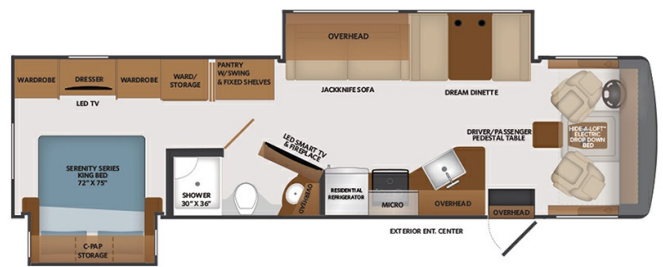 OVERHEAD
WARDROBE
DRESSER
WARDROBE
WARD/
STORAGE
PANTRY
W/SWING
& FIXED SHELVES
LED TV
JACKKNIFE SOFA
DREAM DINETTE
HIDE-A-LOFT™
ELECTRIC
DROP DOWN
BED
DRIVER/PASSENGER
PEDESTAL TABLE
LED SMART TV
& FIREPLACE
SERENITY SERIES
KING BED
72" X 75"
SHOWER
30" X 36"
OVERHEAD
RESIDENTIAL
REFRIGERATOR
MICRO
OVERHEAD
OVERHEAD
C-PAP
STORAGE
EXTERIOR ENT. CENTER